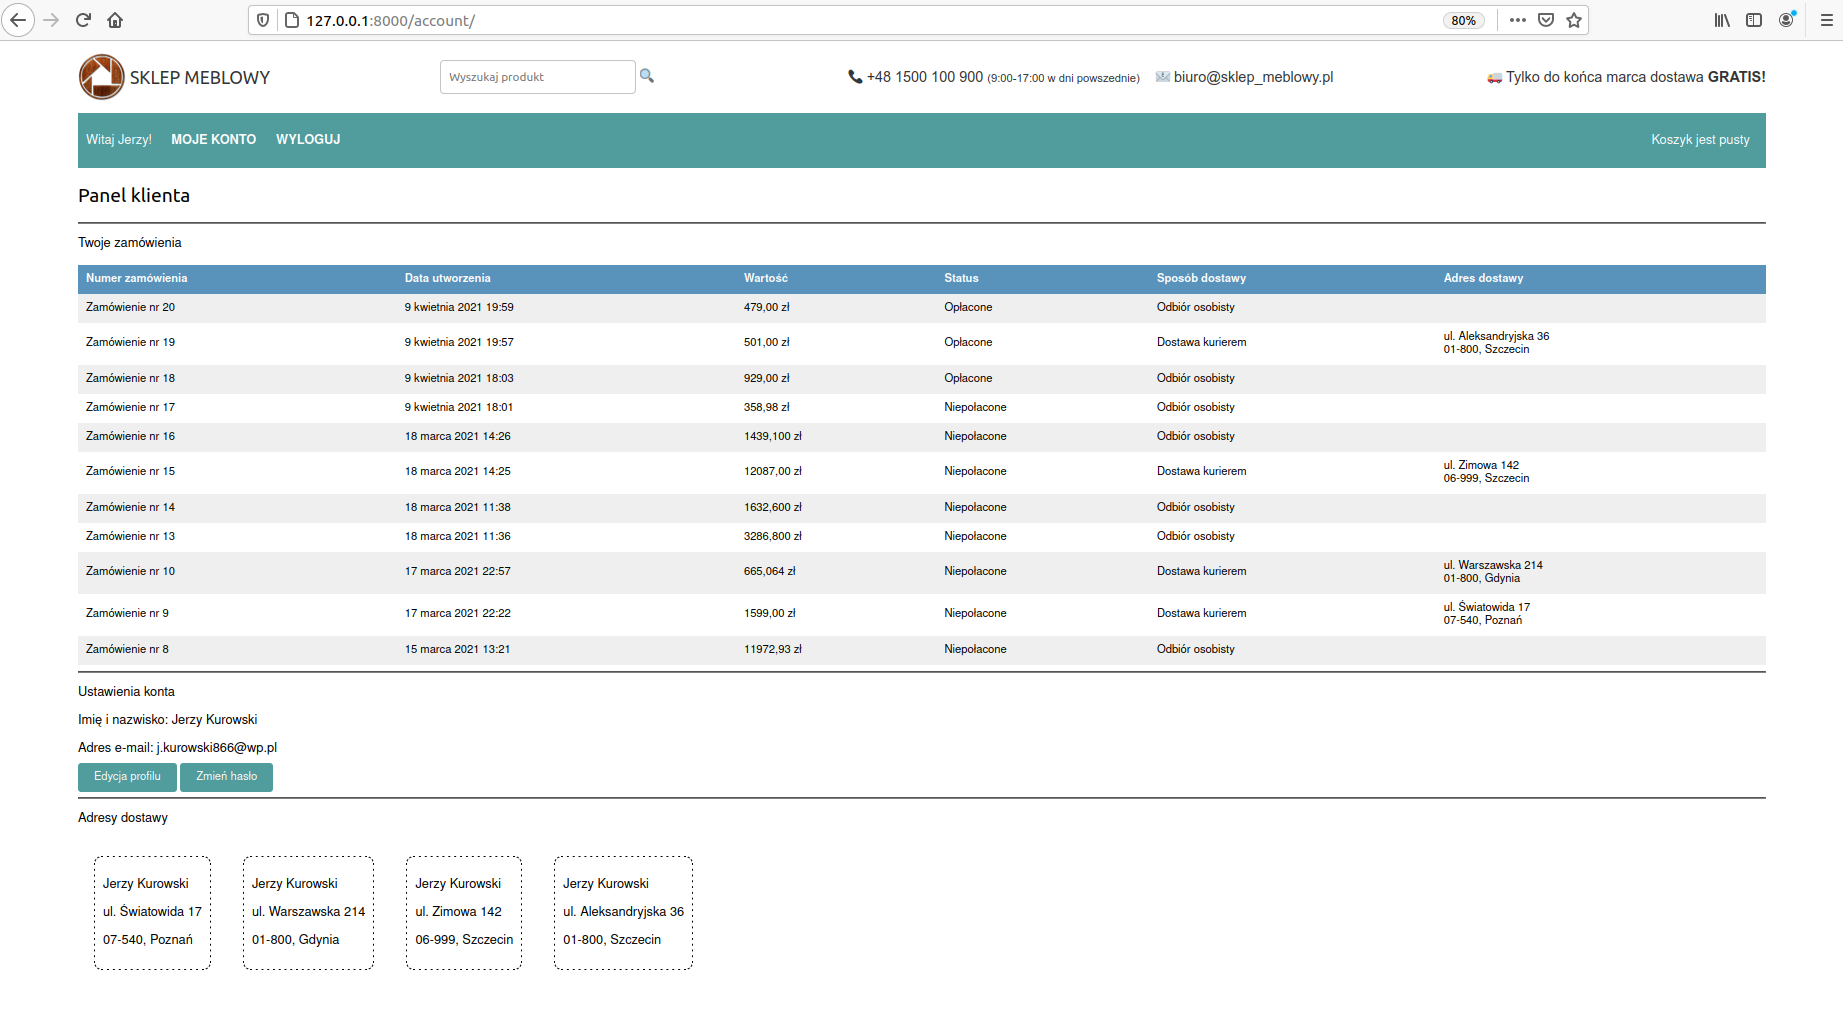 127.0.0.1:8000/account/ 80%
SKLEP MEBLOWY Wyszukaj produkt +48 1500 100 900 (9:00-17:00 w dni powszednie) biuro@sklep_meblowy.pl Tylko do końca marca dostawa GRATIS!
Witaj Jerzy! MOJE KONTO WYLOGUJ Koszyk jest pusty
Panel klienta
Twoje zamówienia
Numer zamówienia Data utworzenia Wartość Status Sposób dostawy Adres dostawy
Zamówienie nr 20 9 kwietnia 2021 19:59 479,00 zł Opłacone Odbiór osobisty
Zamówienie nr 19 9 kwietnia 2021 19:57 501,00 zł Opłacone Dostawa kurierem ul. Aleksandryjska 36
01-800, Szczecin
Zamówienie nr 18 9 kwietnia 2021 18:03 929,00 zł Opłacone Odbiór osobisty
Zamówienie nr 17 9 kwietnia 2021 18:01 358,98 zł Niepołacone Odbiór osobisty
Zamówienie nr 16 18 marca 2021 14:26 1439,100 zł Niepołacone Odbiór osobisty
Zamówienie nr 15 18 marca 2021 14:25 12087,00 zł Niepołacone Dostawa kurierem ul. Zimowa 142
06-999, Szczecin
Zamówienie nr 14 18 marca 2021 11:38 1632,600 zł Niepołacone Odbiór osobisty
Zamówienie nr 13 18 marca 2021 11:36 3286,800 zł Niepołacone Odbiór osobisty
Zamówienie nr 10 17 marca 2021 22:57 665,064 zł Niepołacone Dostawa kurierem ul. Warszawska 214
01-800, Gdynia
Zamówienie nr 9 17 marca 2021 22:22 1599,00 zł Niepołacone Dostawa kurierem ul. Światowida 17
07-540, Poznań
Zamówienie nr 8 15 marca 2021 13:21 11972,93 zł Niepołacone Odbiór osobisty
Ustawienia konta
Imię i nazwisko: Jerzy Kurowski
Adres e-mail: j.kurowski866@wp.pl
Edycja profilu Zmień hasło
Adresy dostawy
Jerzy Kurowski
ul. Światowida 17
07-540, Poznań
Jerzy Kurowski
ul. Warszawska 214
01-800, Gdynia
Jerzy Kurowski
ul. Zimowa 142
06-999, Szczecin
Jerzy Kurowski
ul. Aleksandryjska 36
01-800, Szczecin